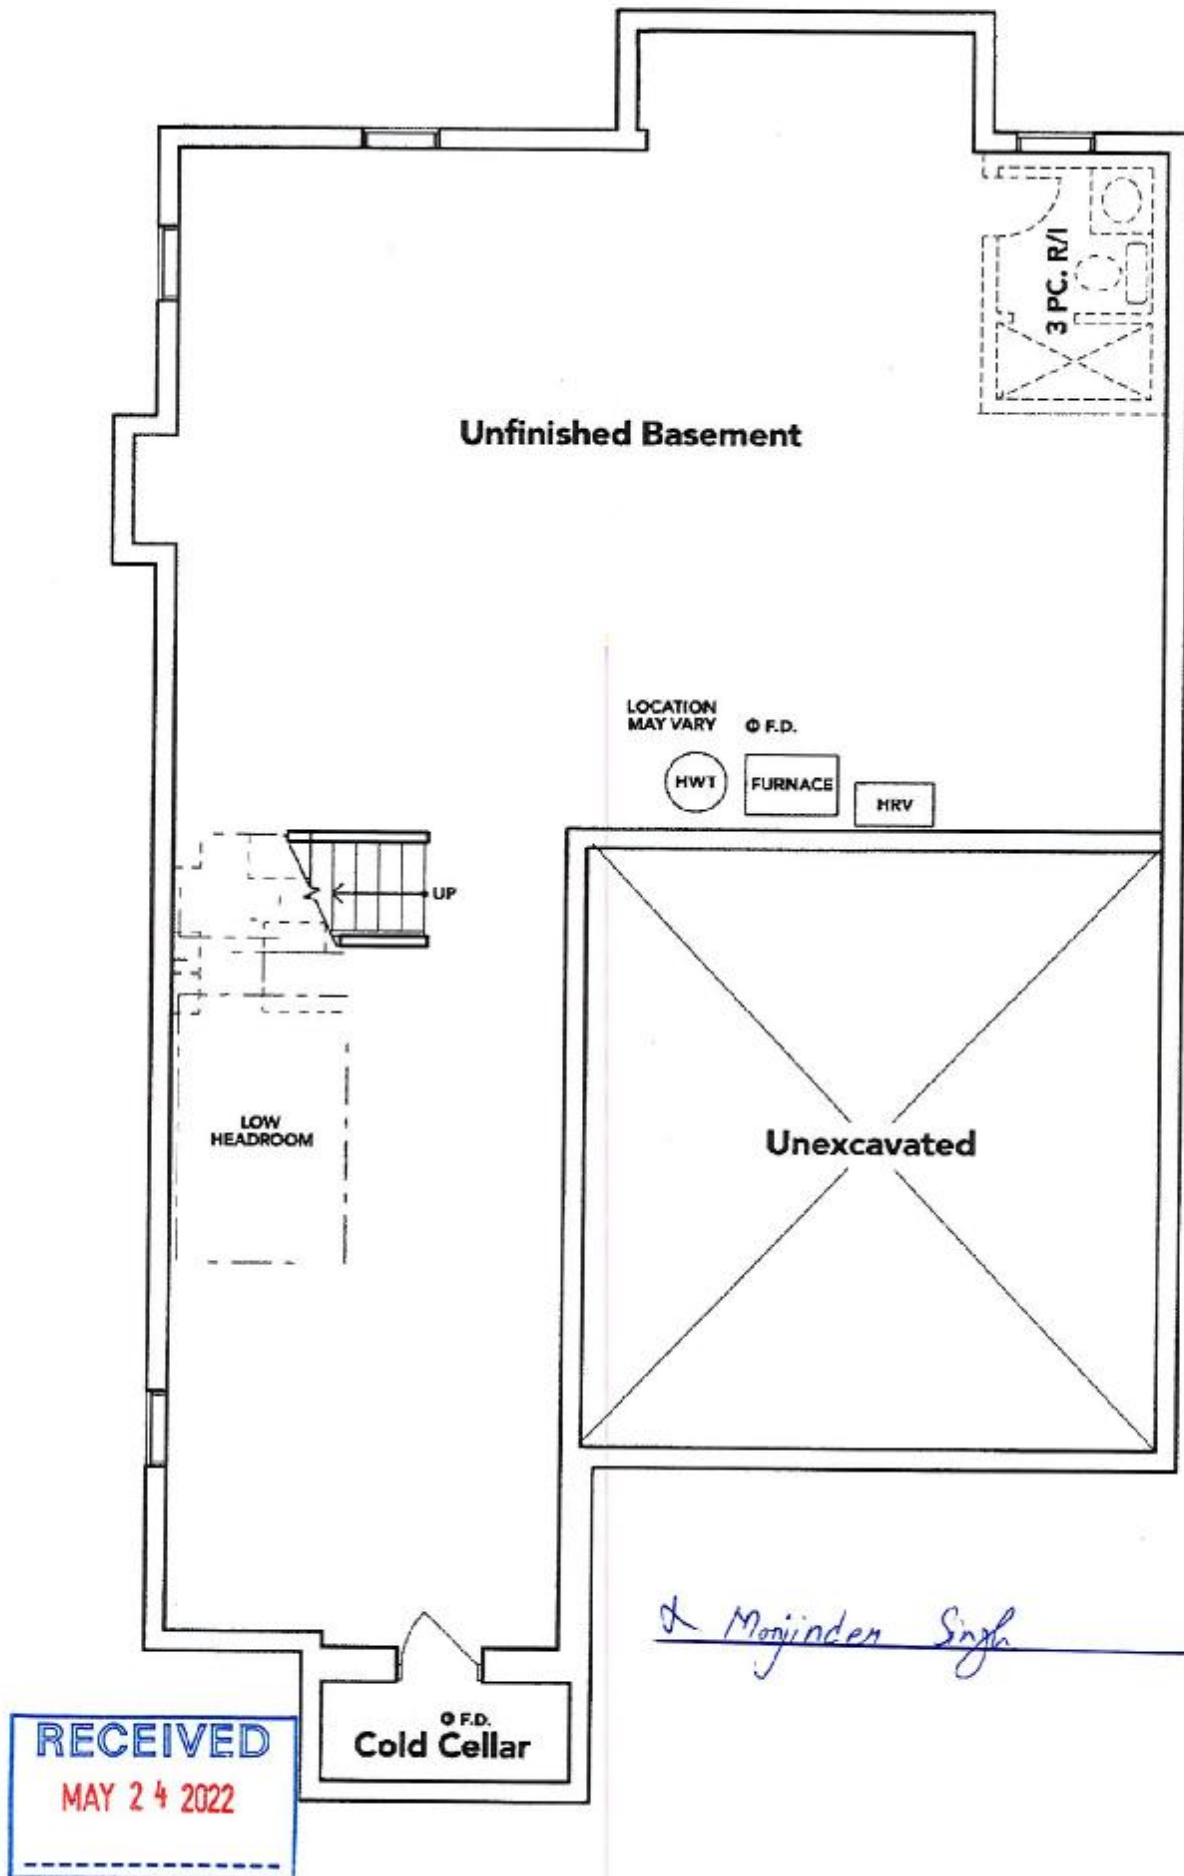 3 PC. R/I
Unfinished Basement
LOCATION
MAY VARY
F.D.
HWT
FURNACE
HRV
UP
LOW
HEADROOM
Unexcavated
Singh
F.D.
Cold Cellar
RECEIVED
MAY 24 2022